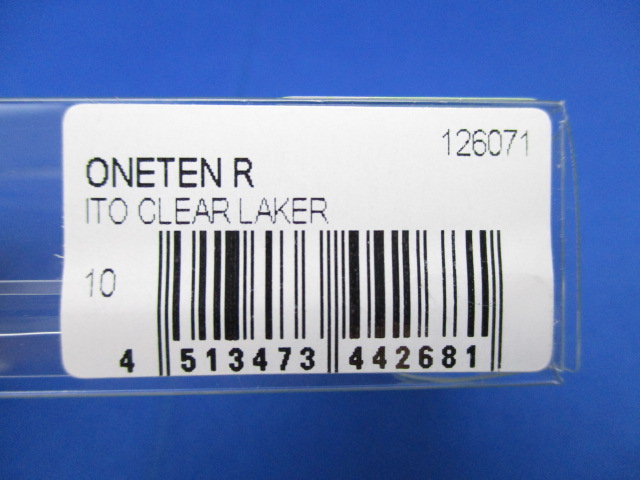 126071
ONETEN R
ITO CLEAR LAKER
10
4 513473 442681